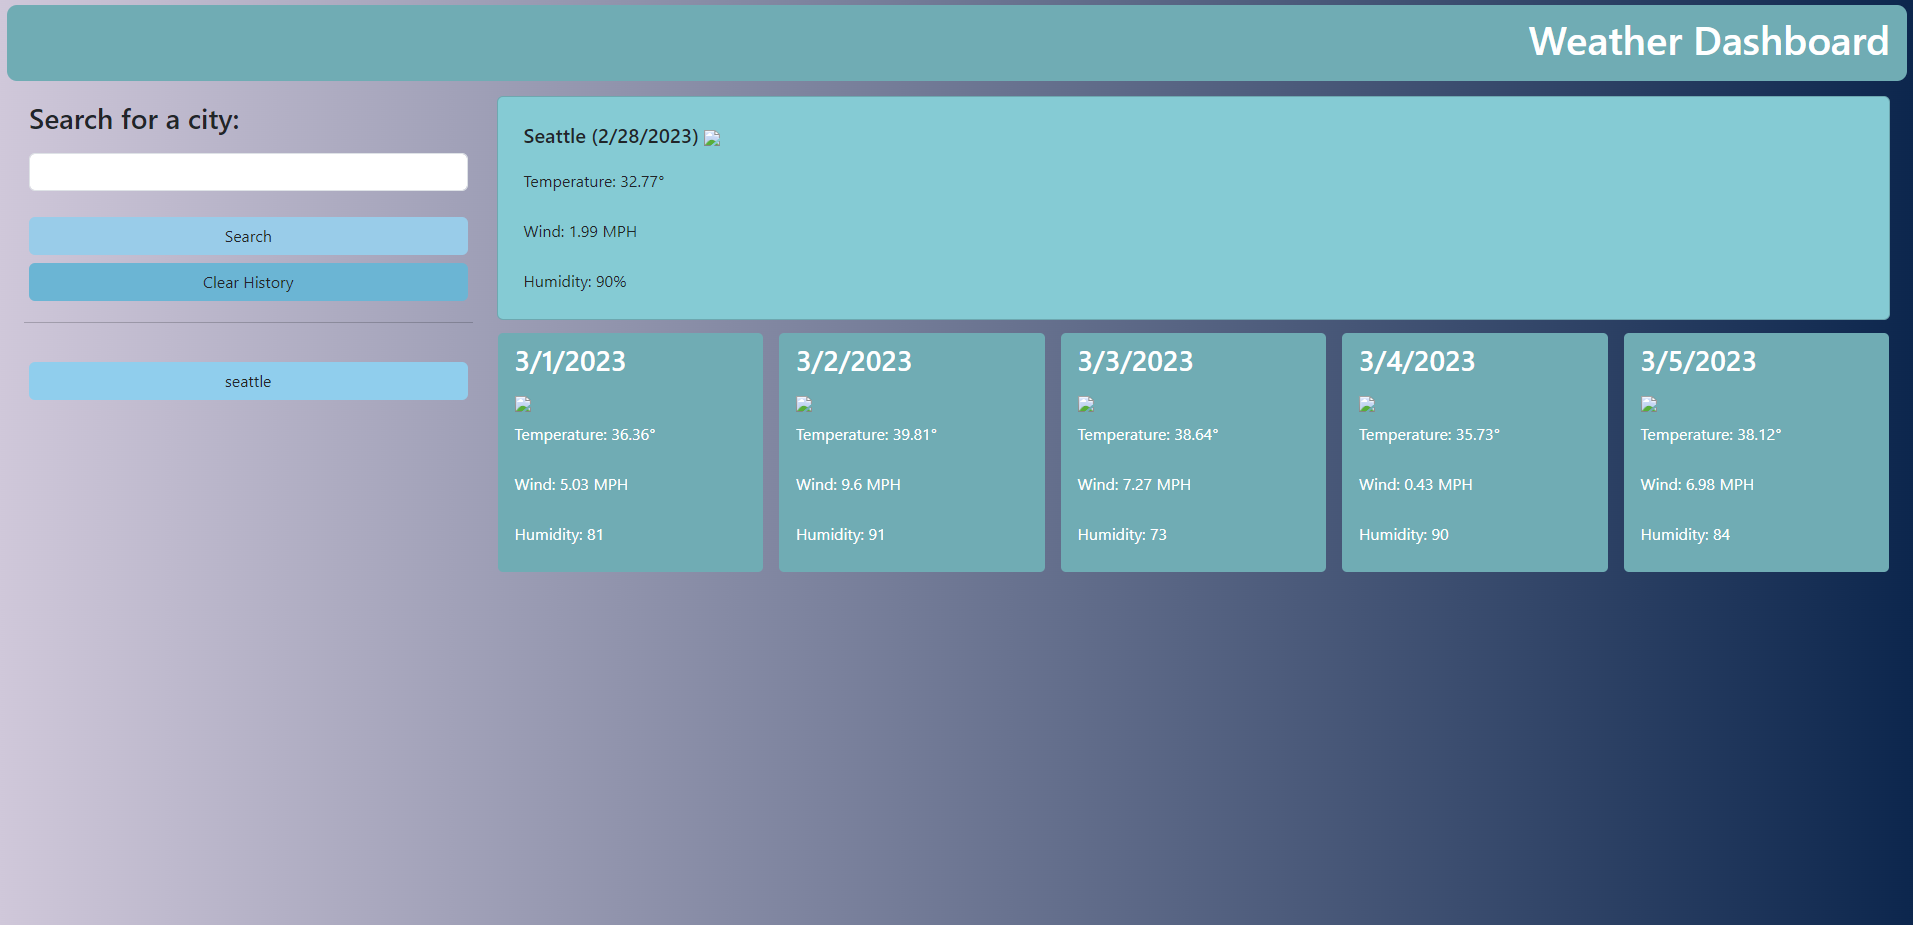 Weather Dashboard
Search for a city:
Search
Clear History
seattle
Seattle (2/28/2023)
Temperature: 32.77°
Wind: 1.99 MPH
Humidity: 90%
3/1/2023
Temperature: 36.36°
Wind: 5.03 MPH
Humidity: 81
3/2/2023
Temperature: 39.81°
Wind: 9.6 MPH
Humidity: 91
3/3/2023
Temperature: 38.64°
Wind: 7.27 MPH
Humidity: 73
3/4/2023
Temperature: 35.73°
Wind: 0.43 MPH
Humidity: 90
3/5/2023
Temperature: 38.12°
Wind: 6.98 MPH
Humidity: 84